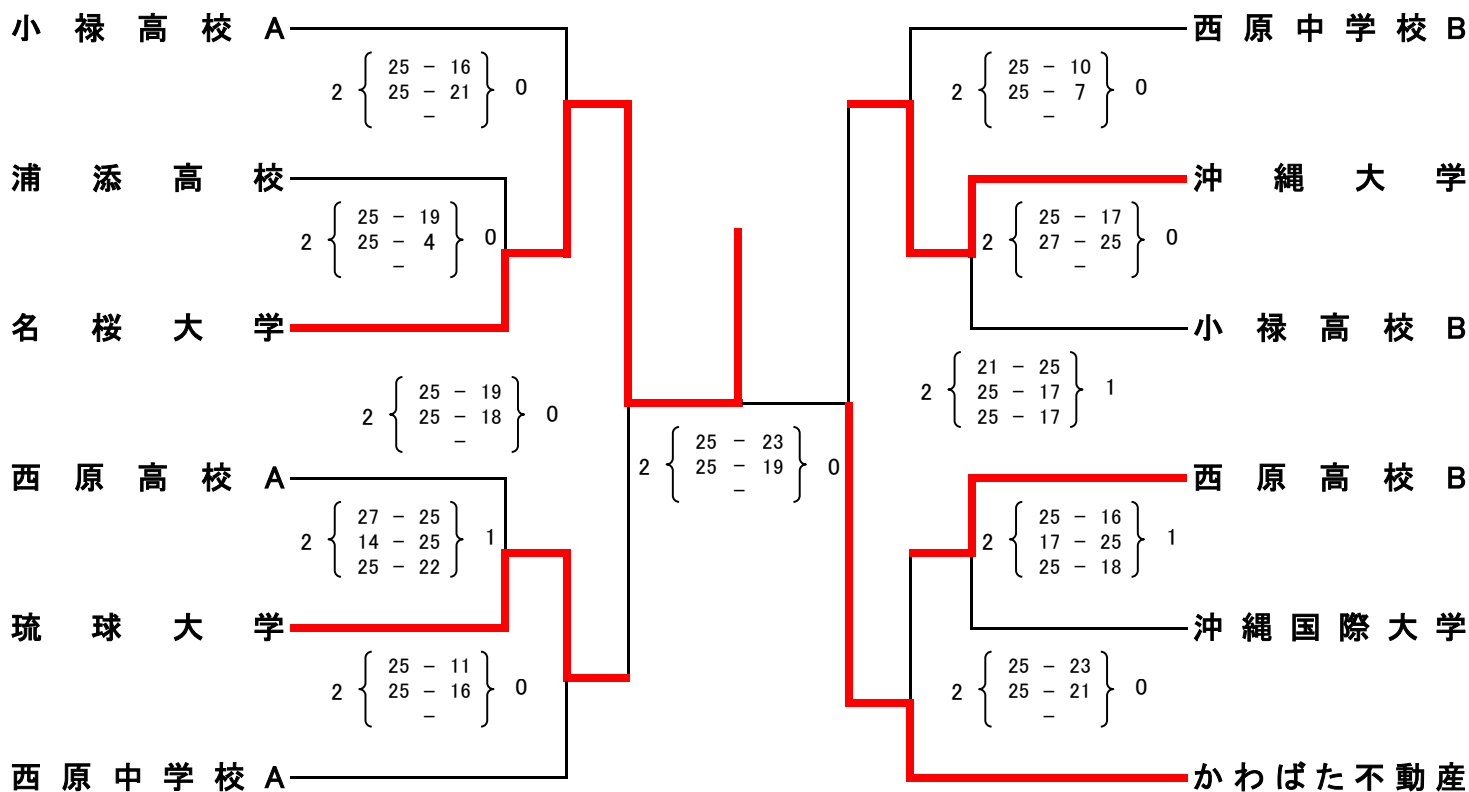 小禄高校A
25 － 16
2 25 － 21 0
－
浦添高校
25 － 19
2 25 － 4 0
－
名桜大学
25 － 19
2 25 － 18 0
－
西原高校A
27 － 25
2 14 － 25 1
25 － 22
琉球大学
25 － 11
2 25 － 16 0
－
西原中学校A
25 － 23
2 25 － 19 0
－
西原中学校B
25 － 10
2 25 － 7 0
－
沖縄大学
25 － 17
2 27 － 25 0
－
小禄高校B
21 － 25
2 25 － 17 1
25 － 17
西原高校B
25 － 16
2 17 － 25 1
25 － 18
沖縄国際大学
25 － 23
2 25 － 21 0
－
かわばた不動産